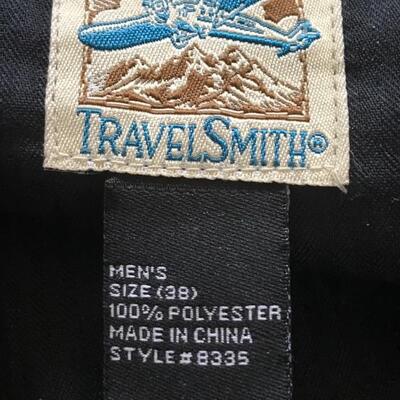 TRAVELSMITH®
MEN'S
SIZE (38)
100% POLYESTER
MADE IN CHINA
STYLE#8335